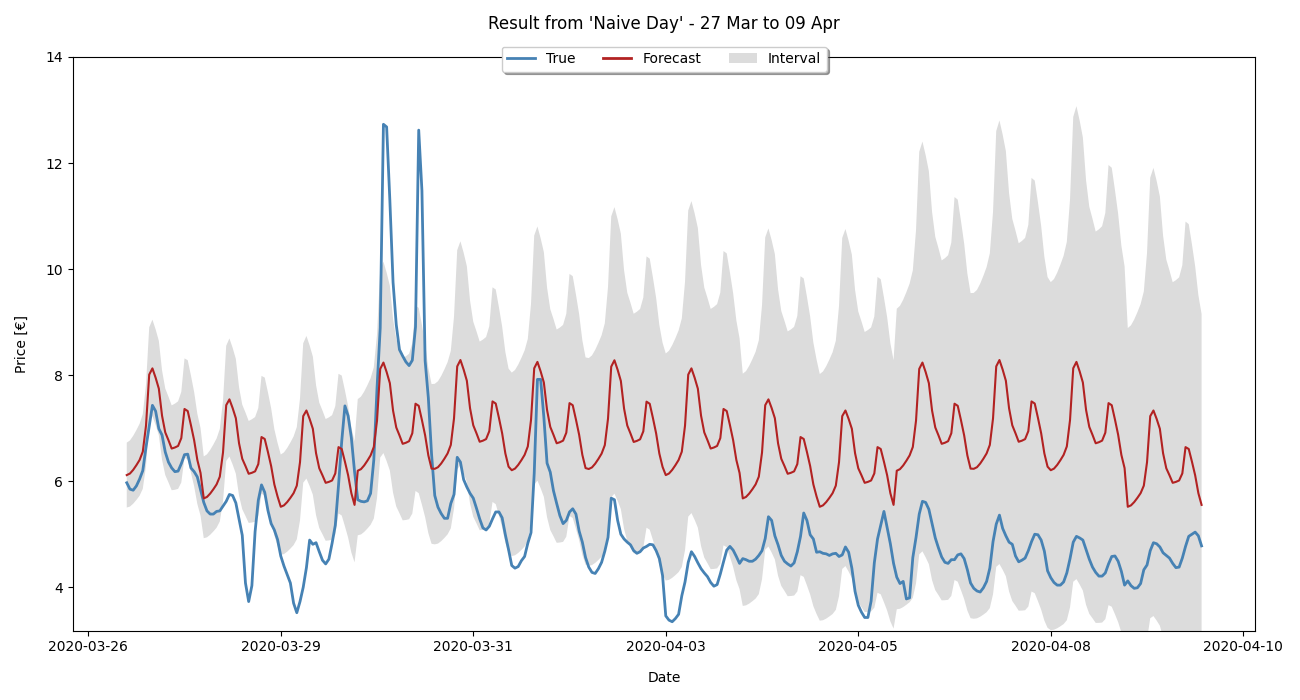 Result from 'Naive Day' - 27 Mar to 09 Apr
True Forecast Interval
14
12
10
8
6
4
Price [€]
2020-03-26 2020-03-29 2020-03-31 2020-04-03 2020-04-05 2020-04-08 2020-04-10
Date